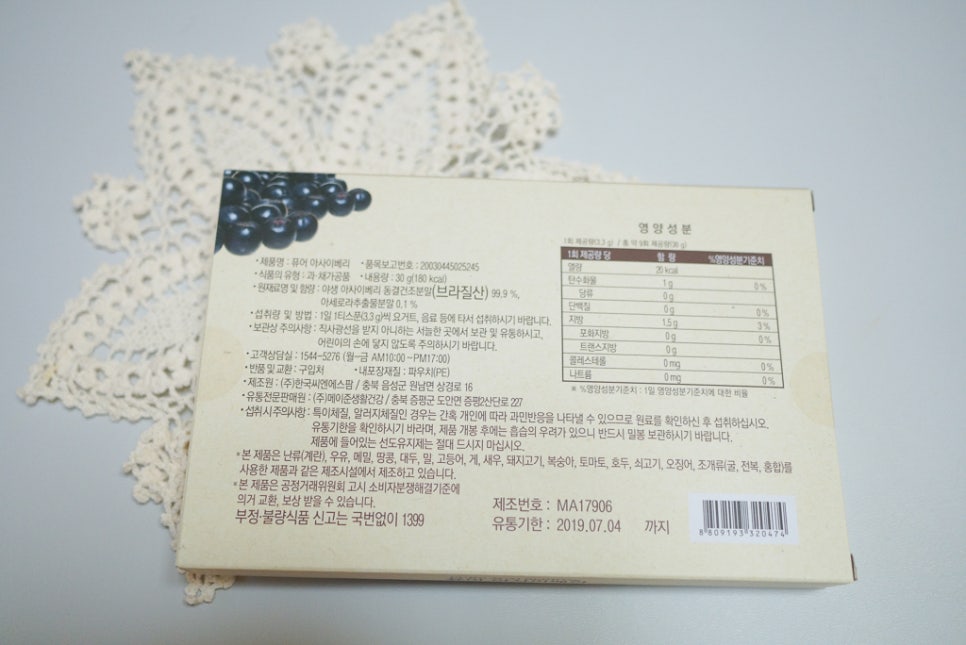 ·제품명 : 퓨어 아사이베리 ·품목보고번호 : 20030445025245
·식품의 유형 : 과·채가공품 ·내용량 : 30 g(180 kcal)
·원재료명 및 함량 : 야생 아사이베리 동결건조분말(브라질산) 99.9 %,
아세로라추출물분말 0.1 %
·섭취량 및 방법 : 1일 1티스푼(3.3 g)씩 요거트, 음료 등에 타서 섭취하시기 바랍니다.
·보관상 주의사항 : 직사광선을 받지 아니하는 서늘한 곳에서 보관 및 유통하시고,
어린이의 손에 닿지 않도록 주의하시기 바랍니다.
·고객상담실 : 1544-5276 (월~금 AM10:00~PM17:00)
·반품 및 교환 : 구입처 ·내포장재질 : 파우치(PE)
·제조원 : (주)한국씨엔에스팜 / 충북 음성군 원남면 상경로 16
·유통전문판매원 : (주)메이준생활건강 / 충북 증평군 도안면 증평2산단로 227
·섭취시 주의사항 : 특이체질, 알러지체질인 경우는 간혹 개인에 따라 과민반응을 나타낼 수 있으므로 원료를 확인하신 후 섭취하십시오.
유통기한을 확인하시기 바라며, 제품 개봉 후에는 흡습의 우려가 있으니 반드시 밀봉 보관하시기 바랍니다.
제품에 들어있는 선도유지제는 절대 드시지 마십시오.
*본 제품은 난류(계란), 우유, 메밀, 땅콩, 대두, 밀, 고등어, 게, 새우, 돼지고기, 복숭아, 토마토, 호두, 쇠고기, 오징어, 조개류(굴, 전복, 홍합)를
사용한 제품과 같은 제조시설에서 제조하고 있습니다.
*본 제품은 공정거래위원회 고시 소비자분쟁해결기준에
의거 교환, 보상 받을 수 있습니다.
부정·불량식품 신고는 국번없이 1399
영양성분
1회 제공량(3.3 g) / 총 약 9회 제공량(30 g)
1회 제공량 당 함량 %영양성분기준치
열량 20 kcal
탄수화물 1 g 0 %
당류 0 g
단백질 0 g 0 %
지방 1.5 g 3 %
포화지방 0 g 0 %
트랜스지방 0 g
콜레스테롤 0 mg 0 %
나트륨 0 mg 0 %
※ %영양성분기준치 : 1일 영양성분기준치에 대한 비율
제조번호 : MA17906
유통기한 : 2019.07.04 까지
8 809193 320474